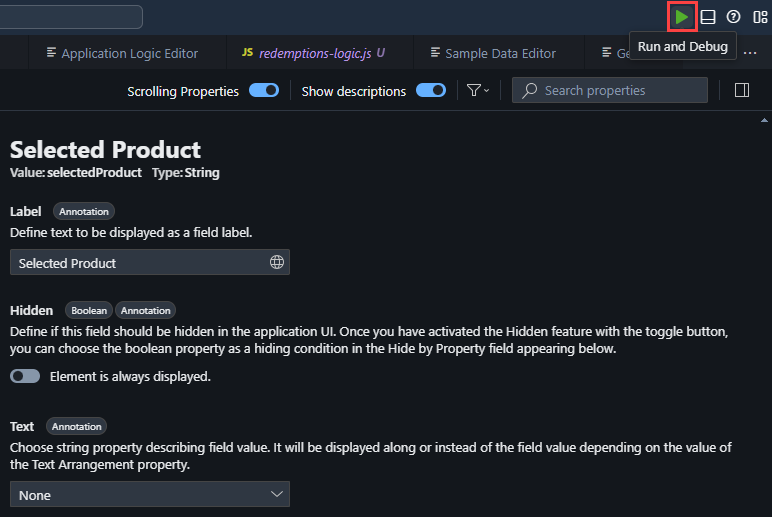 Run and Debug
Application Logic Editor
JS redemptions-logic.js U
Sample Data Editor
Ge
Scrolling Properties
Show descriptions
Search properties
Selected Product
Value: selectedProduct Type: String
Label Annotation
Define text to be displayed as a field label.
Selected Product
Hidden Boolean Annotation
Define if this field should be hidden in the application UI. Once you have activated the Hidden feature with the toggle button,
you can choose the boolean property as a hiding condition in the Hide by Property field appearing below.
Element is always displayed.
Text Annotation
Choose string property describing field value. It will be displayed along or instead of the field value depending on the value of
the Text Arrangement property.
None